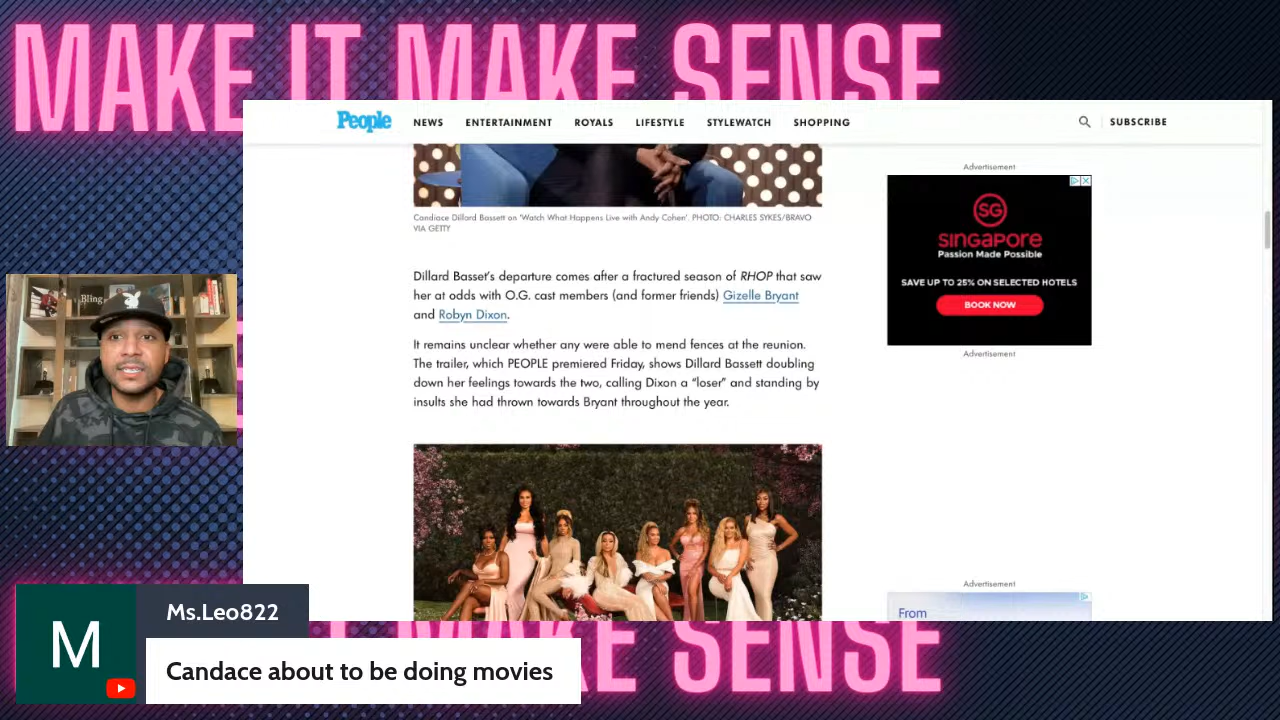 MAKE IT MAKE SENSE
People
NEWS ENTERTAINMENT ROYALS LIFESTYLE STYLEWATCH SHOPPING
SUBSCRIBE
Candiace Dillard Bassett on 'Watch What Happens Live with Andy Cohen'. PHOTO: CHARLES SYKES/BRAVO
VIA GETTY
Dillard Basset's departure comes after a fractured season of RHOP that saw
her at odds with O.G. cast members (and former friends) Gizelle Bryant
and Robyn Dixon.
It remains unclear whether any were able to mend fences at the reunion.
The trailer, which PEOPLE premiered Friday, shows Dillard Bassett doubling
down her feelings towards the two, calling Dixon a "loser" and standing by
insults she had thrown towards Bryant throughout the year.
Advertisement
SG
SINGAPORE
Passion Made Possible
SAVE UP TO 25% ON SELECTED HOTELS
BOOK NOW
Advertisement
Advertisement
From
Bling
M
Ms.Leo822
Candace about to be doing movies
KE SENSE